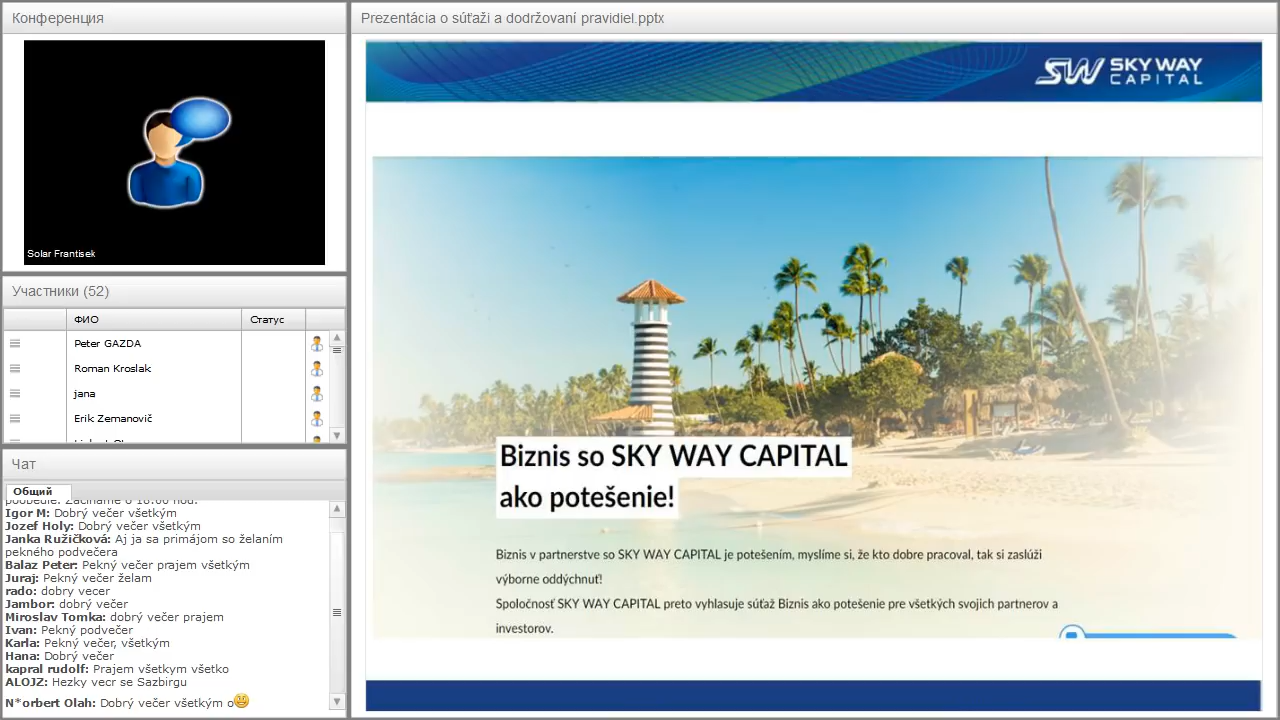 Конференция
Solar Frantisek
Участники (52)
ФИО
Статус
Peter GAZDA
Roman Kroslak
jana
Erik Zemanovič
Чат
Общий
Igor M: Dobrý večer všetkým
Jozef Holy: Dobrý večer všetkým
Janka Ružičková: Aj ja sa primájom so želaním
pekného podvečera
Balaz Peter: Pekný večer prajem všetkým
Juraj: Pekný večer želam
rado: dobry vecer
Jambor: dobrý večer
Miroslav Tomka: dobrý večer prajem
Ivan: Pekný podvečer
Karla: Pekný večer, všetkým
Hana: Dobrý večer
kapral rudolf: Prajem všetkym všetko
ALOJZ: Hezky vecr se Sazbirgu
N*orbert Olah: Dobrý večer všetkým o
Prezentácia o súťaži a dodržovaní pravidiel.pptx
SW SKY WAY
CAPITAL
Biznis so SKY WAY CAPITAL
ako potešenie!
Biznis v partnerstve so SKY WAY CAPITAL je potešením, myslíme si, že kto dobre pracoval, tak si zaslúži
výborne oddýchnuť!
Spoločnosť SKY WAY CAPITAL preto vyhlasuje súťaž Biznis ako potešenie pre všetkých svojich partnerov a
investorov.